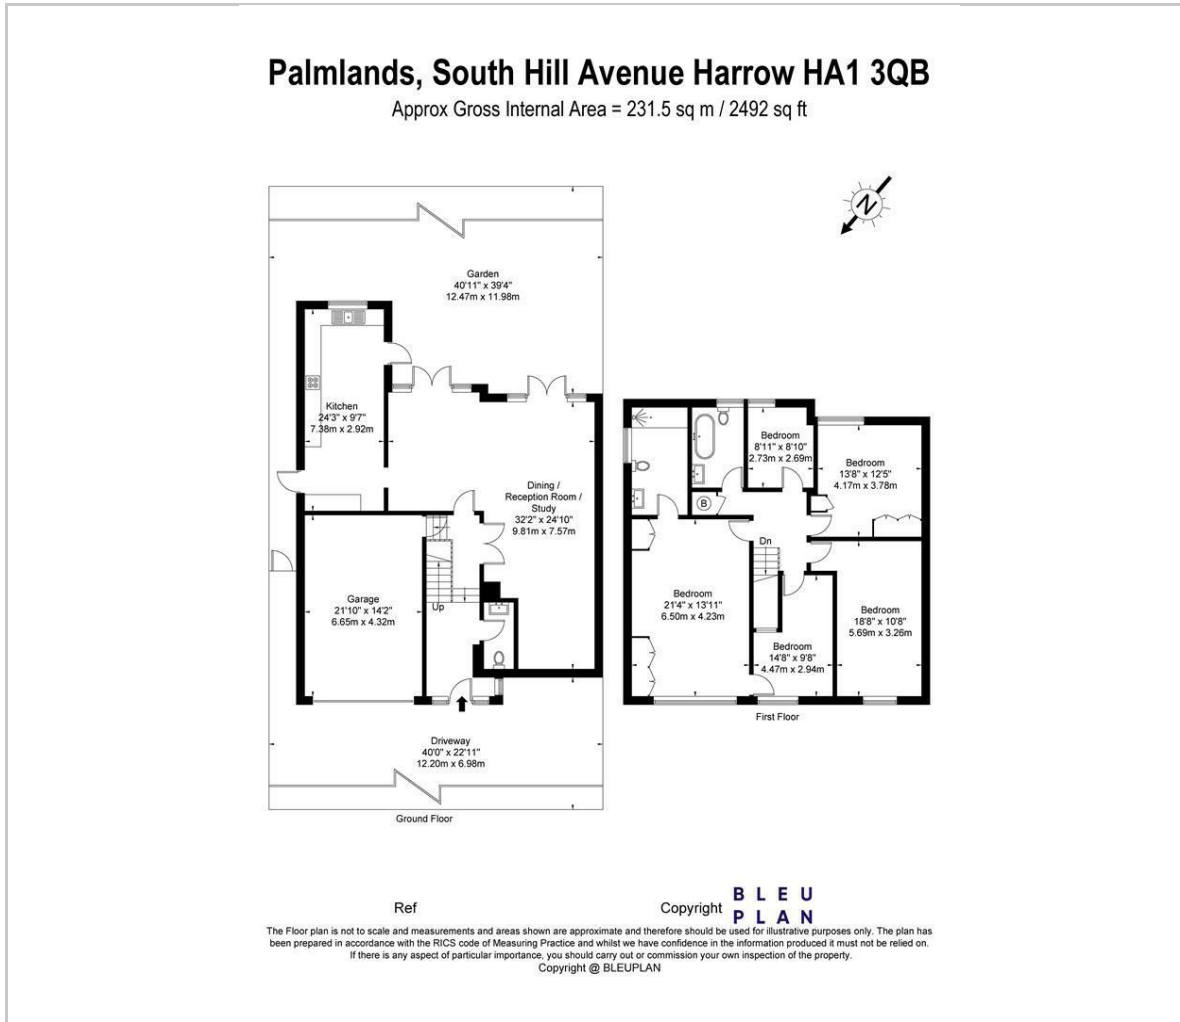 Palmlands, South Hill Avenue Harrow HA1 3QB
Approx Gross Internal Area = 231.5 sq m / 2492 sq ft
N
Garden
40'11" x 39'4"
12.47m x 11.98m
Kitchen
24'3" x 9'7"
7.38m x 2.92m
Dining /
Reception Room /
Study
32'2" x 24'10"
9.81m x 7.57m
Garage
21'10" x 14'2"
6.65m x 4.32m
Up
Driveway
40'0" x 22'11"
12.20m x 6.98m
Ground Floor
Bedroom
8'11" x 8'10"
2.73m x 2.69m
Bedroom
13'8" x 12'5"
4.17m x 3.78m
B
Dn
Bedroom
21'4" x 13'11"
6.50m x 4.23m
Bedroom
18'8" x 10'8"
5.69m x 3.26m
Bedroom
14'8" x 9'8"
4.47m x 2.94m
First Floor
Ref
Copyright
BLEU
PLAN
The Floor plan is not to scale and measurements and areas shown are approximate and therefore should be used for illustrative purposes only. The plan has
been prepared in accordance with the RICS code of Measuring Practice and whilst we have confidence in the information produced it must not be relied on.
If there is any aspect of particular importance, you should carry out or commission your own inspection of the property.
Copyright @ BLEUPLAN